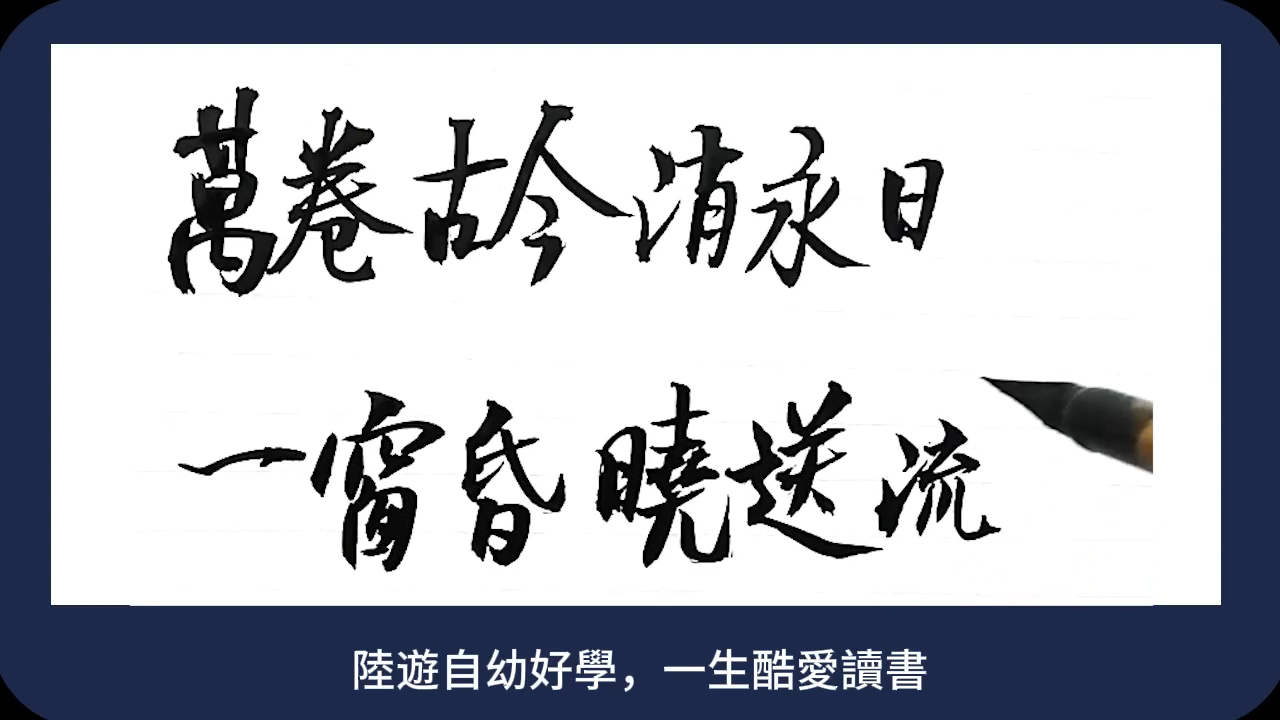 萬卷古今消永日
一窗昏曉送流
陸遊自幼好學，一生酷愛讀書